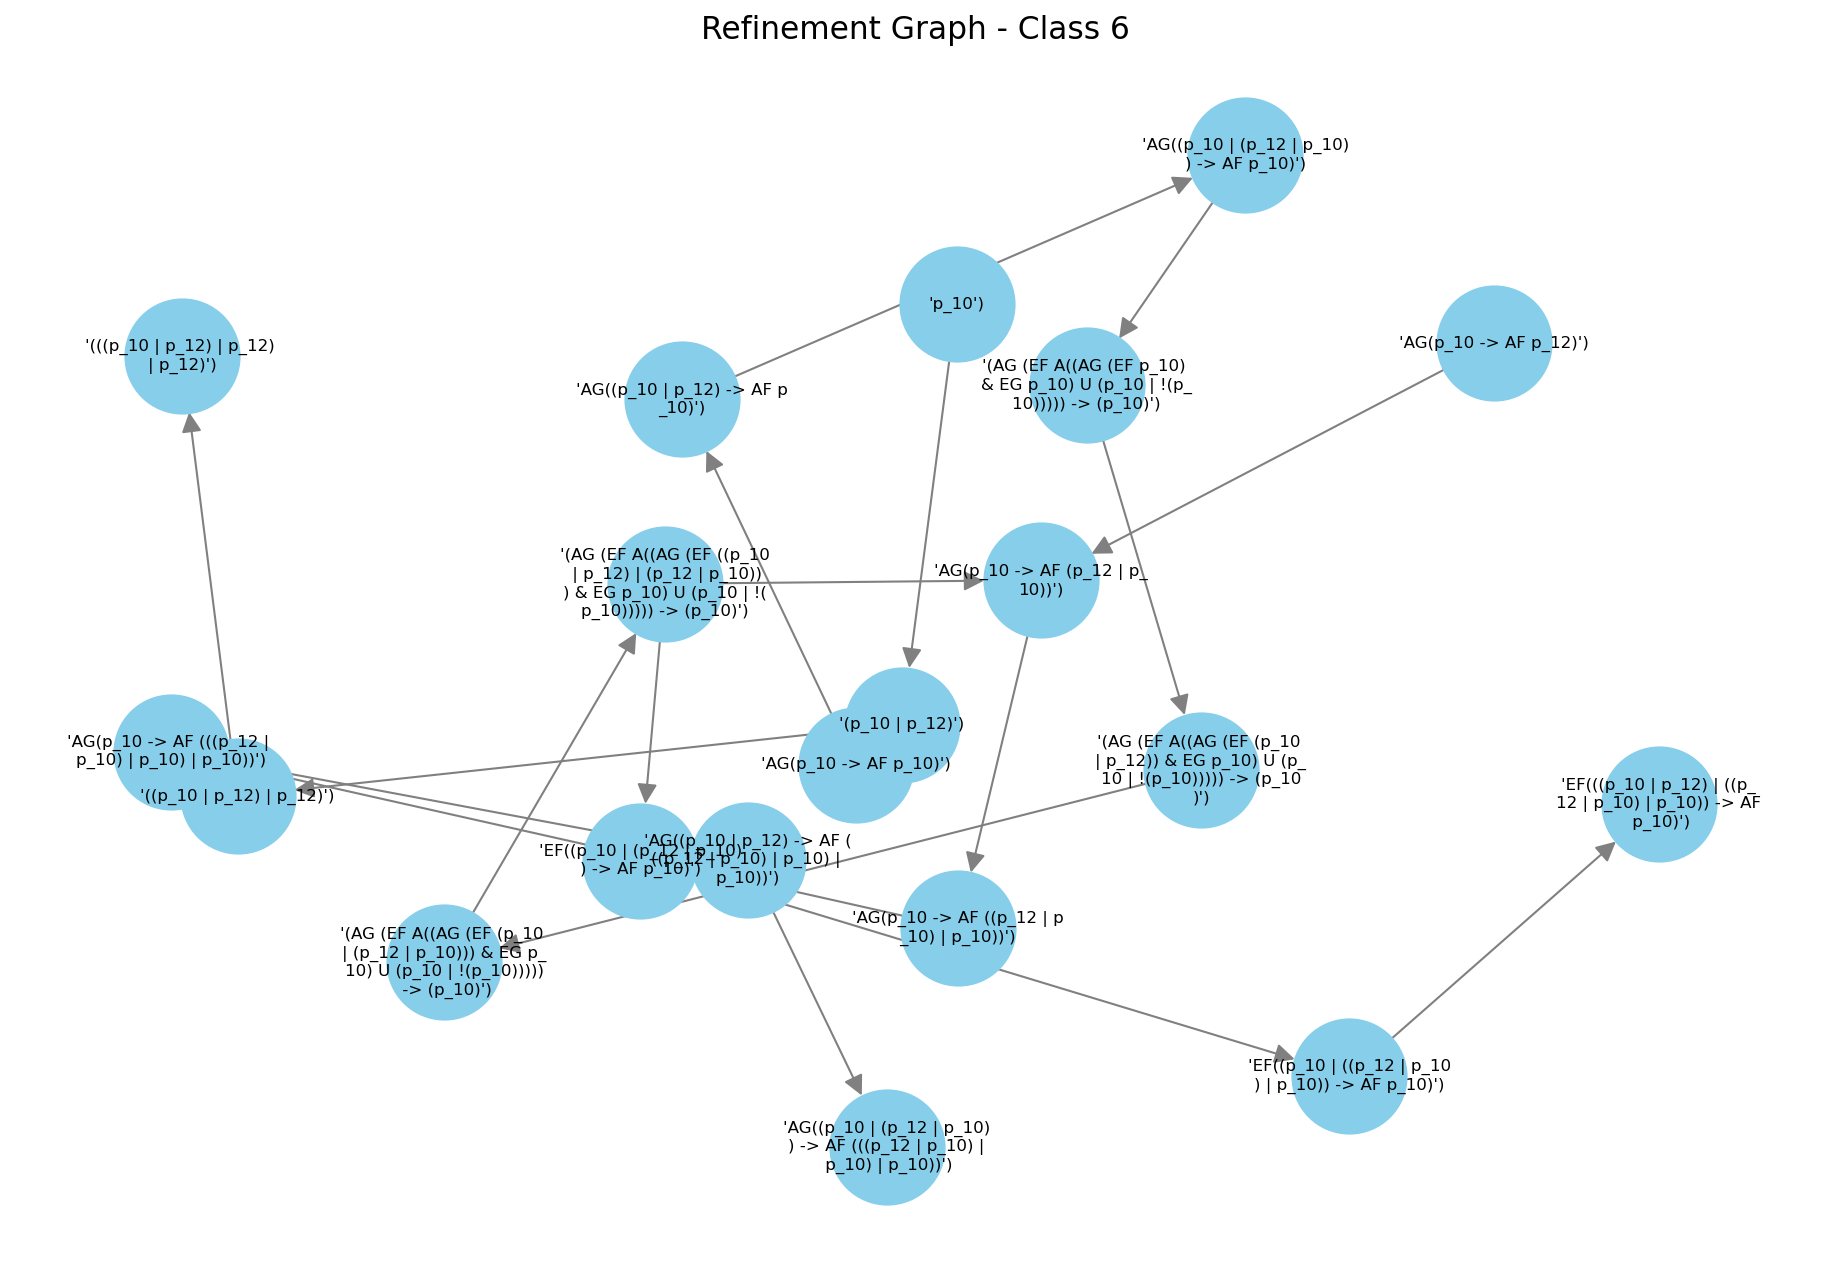 Refinement Graph - Class 6
'AG((p_10 | (p_12 | p_10)
) -> AF p_10)')
'p_10')
'AG(p_10 -> AF p_12)')
'(((p_10 | p_12) | p_12)
| p_12)')
'(AG (EF A((AG (EF p_10)
& EG p_10) U (p_10 | !(p_
10))))) -> (p_10)')
'AG((p_10 | p_12) -> AF p
_10)')
'(AG (EF A((AG (EF ((p_10
| p_12) | (p_12 | p_10))
) & EG p_10) U (p_10 | !(
p_10))))) -> (p_10)')
'AG(p_10 -> AF (p_12 | p_
10))')
'(p_10 | p_12)')
'AG(p_10 -> AF p_10)')
'AG(p_10 -> AF (((p_12 |
p_10) | p_10) | p_10))')
'((p_10 | p_12) | p_12)')
'(AG (EF A((AG (EF (p_10
| p_12)) & EG p_10) U (p_
10 | !(p_10))))) -> (p_10
)')
'EF(((p_10 | p_12) | ((p_
12 | p_10) | p_10)) -> AF
p_10)')
'EF((p_10 | (p_12 | p_10)
) -> AF p_10)')
'AG((p_10 | p_12) -> AF (
((p_12 | p_10) | p_10) |
p_10))')
'AG(p_10 -> AF ((p_12 | p
_10) | p_10))')
'(AG (EF A((AG (EF (p_10
| (p_12 | p_10))) & EG p_
10) U (p_10 | !(p_10)))))
-> (p_10)')
'EF((p_10 | ((p_12 | p_10
) | p_10)) -> AF p_10)')
'AG((p_10 | (p_12 | p_10)
) -> AF (((p_12 | p_10) |
p_10) | p_10))')